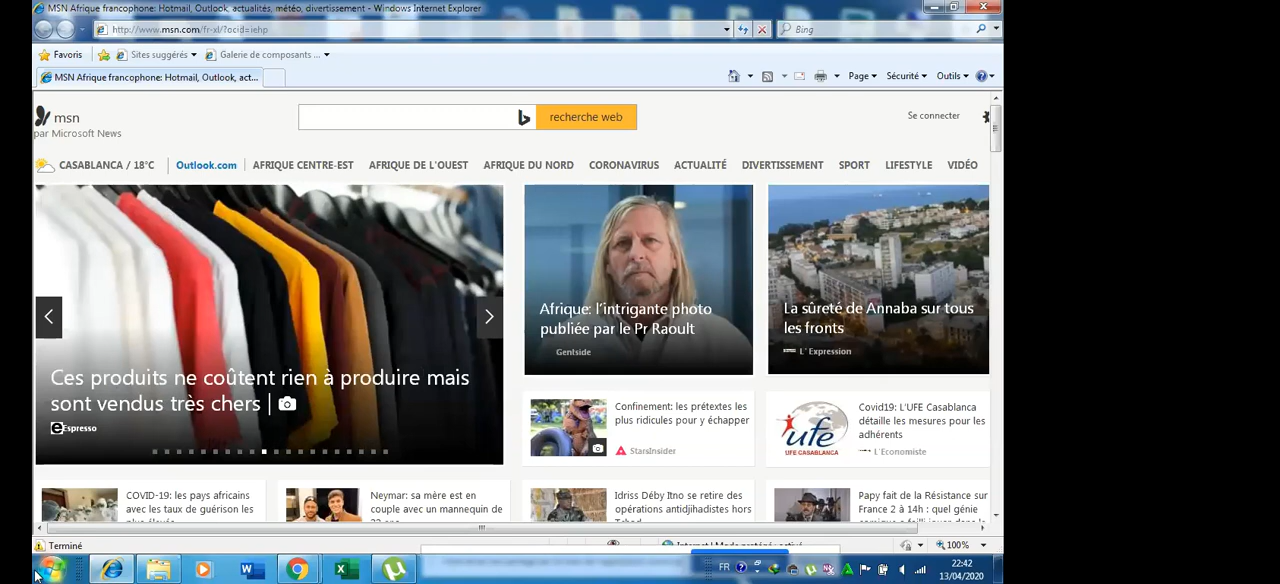 MSN Afrique francophone: Hotmail, Outlook, actualités, météo, divertissement - Windows Internet Explorer
http://www.msn.com/fr-xl/?ocid=iehp
Bing
Favoris Sites suggérés Galerie de composants ...
MSN Afrique francophone: Hotmail, Outlook, act...
Page Sécurité Outils
msn
par Microsoft News
recherche web
Se connecter
CASABLANCA / 18°C Outlook.com AFRIQUE CENTRE-EST AFRIQUE DE L'OUEST AFRIQUE DU NORD CORONAVIRUS ACTUALITÉ DIVERTISSEMENT SPORT LIFESTYLE VIDÉO
Ces produits ne coûtent rien à produire mais
sont vendus très chers |
Espresso
Afrique: l'intrigante photo
publiée par le Pr Raoult
Gentside
La sûreté de Annaba sur tous
les fronts
L'Expression
Confinement: les prétextes les
plus ridicules pour y échapper
StarsInsider
ufe
UFE CASABLANCA
Covid19: L'UFE Casablanca
détaille les mesures pour les
adhérents
L'Economiste
COVID-19: les pays africains
avec les taux de guérison les
Neymar: sa mère est en
couple avec un mannequin de
Idriss Déby Itno se retire des
opérations antidjihadistes hors
Papy fait de la Résistance sur
France 2 à 14h : quel génie
Terminé
Internet | Mode protégé : activé
100%
FR
22:42
13/04/2020